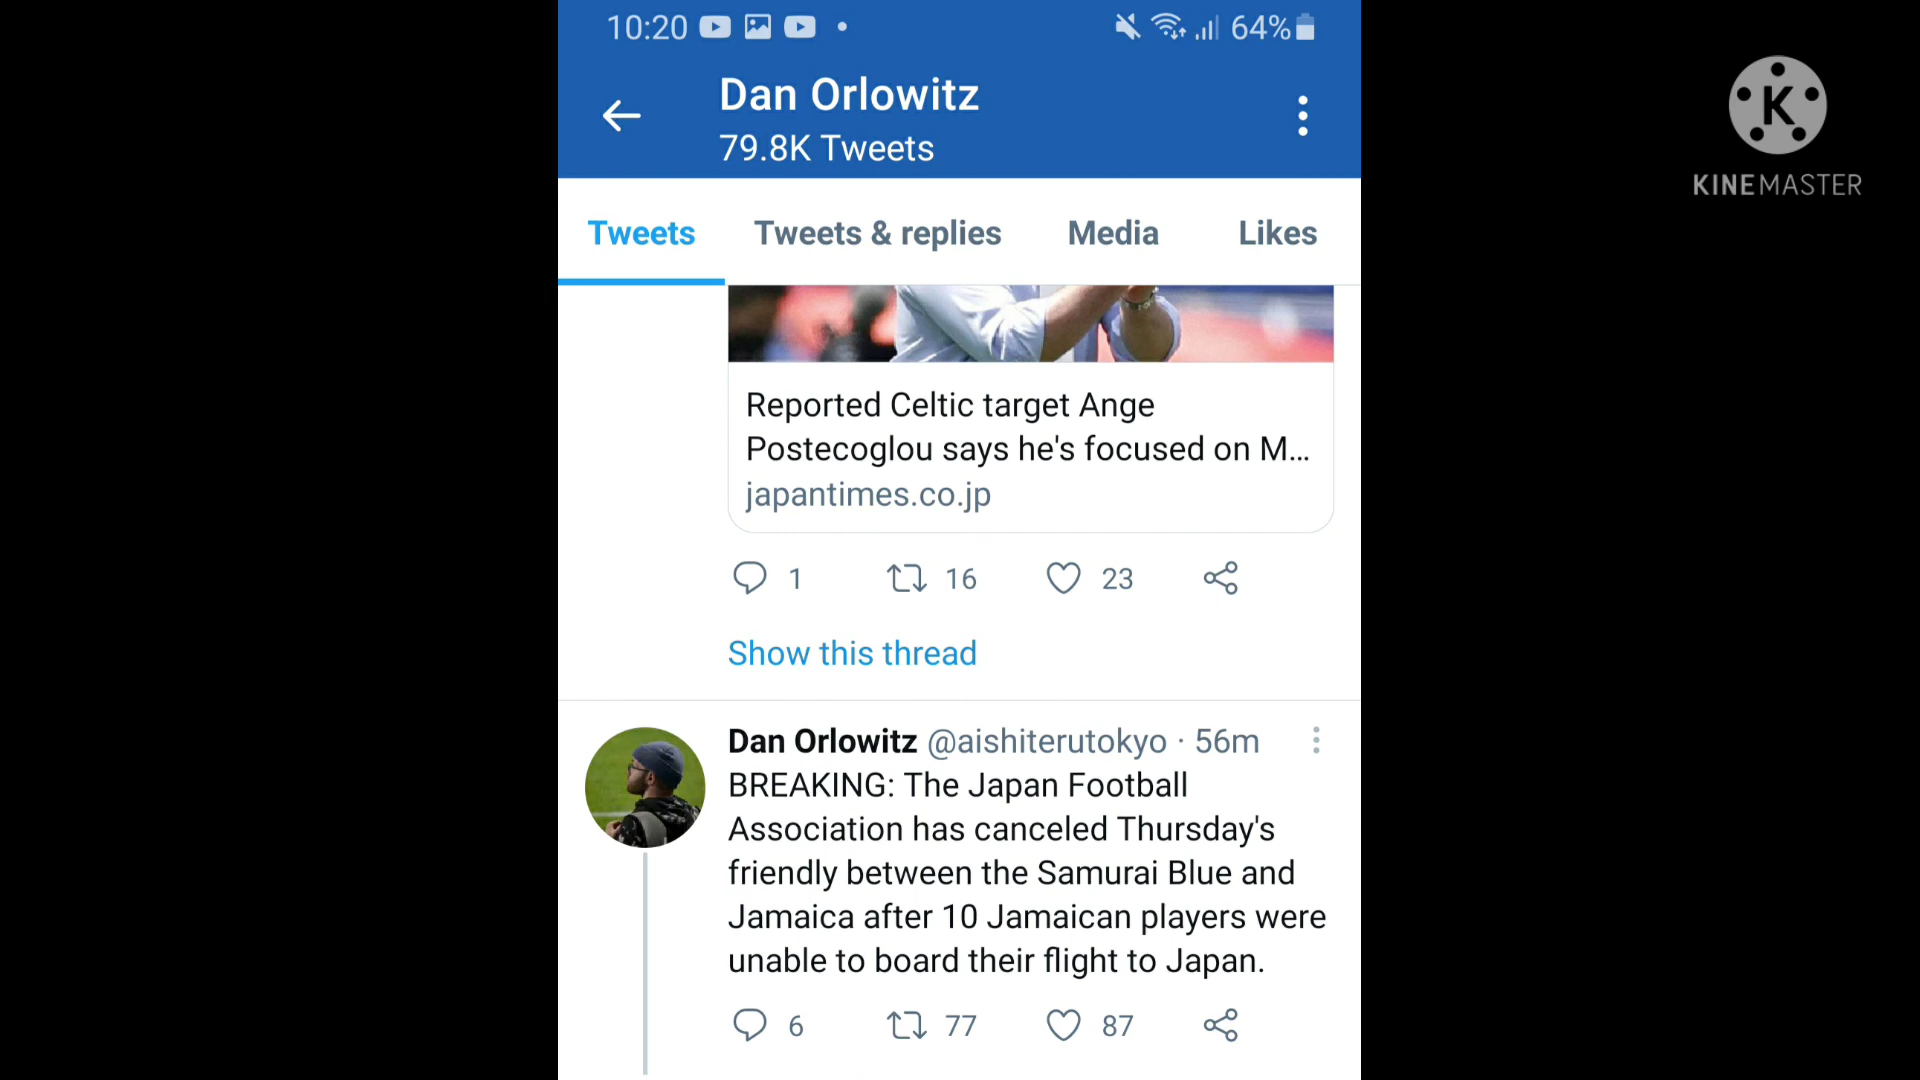 10:20
64%
Dan Orlowitz
79.8K Tweets
KINEMASTER
Tweets
Tweets & replies
Media
Likes
Reported Celtic target Ange
Postecoglou says he's focused on M...
japantimes.co.jp
1
16
23
Show this thread
Dan Orlowitz @aishiterutokyo · 56m
BREAKING: The Japan Football
Association has canceled Thursday's
friendly between the Samurai Blue and
Jamaica after 10 Jamaican players were
unable to board their flight to Japan.
6
77
87